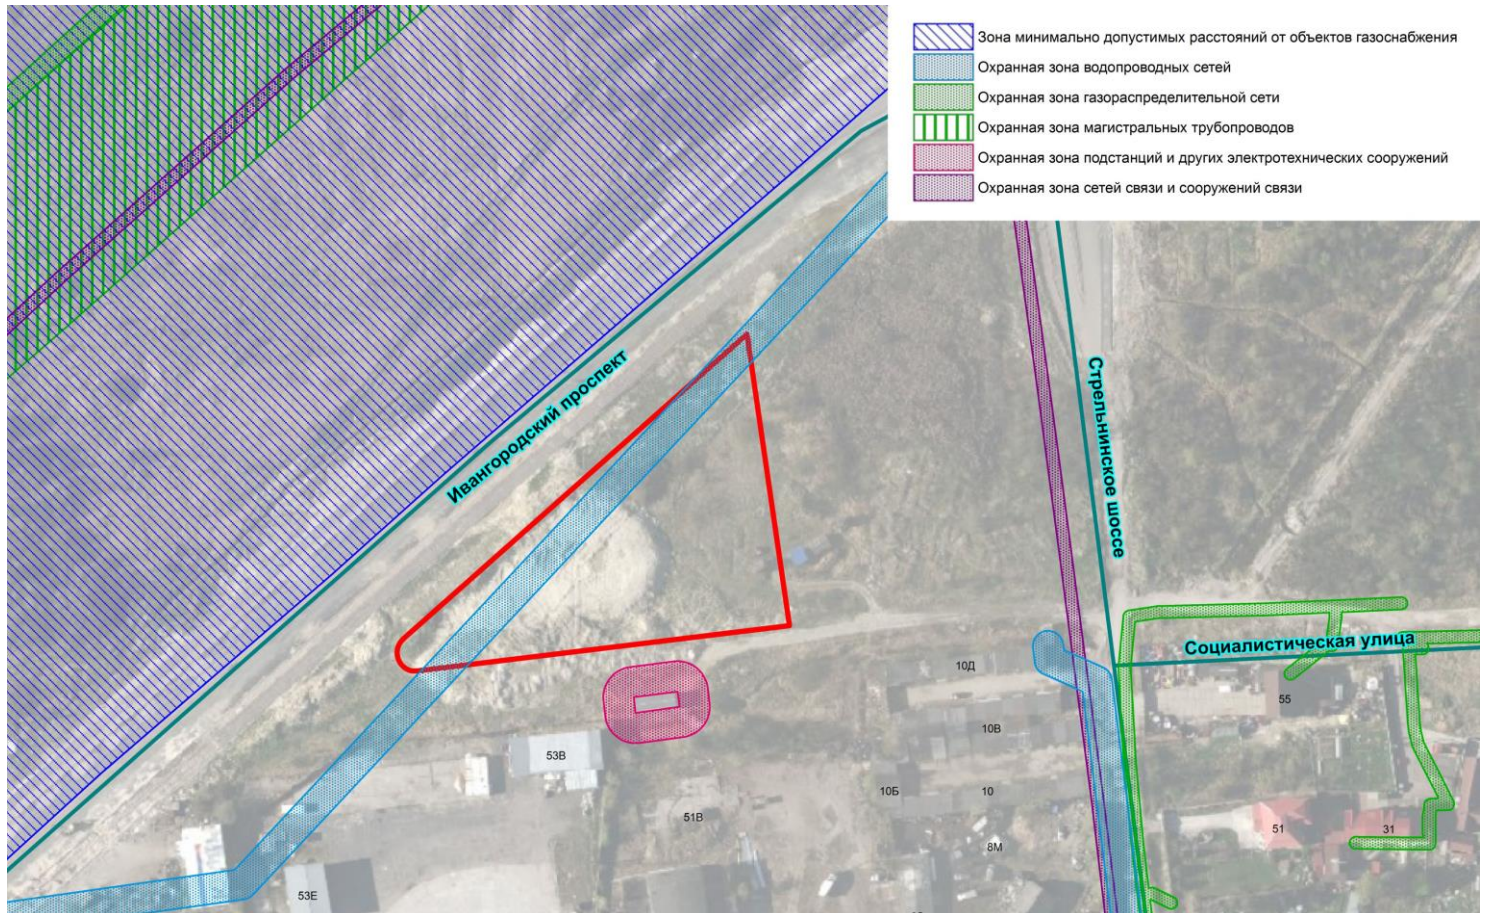 Зона минимально допустимых расстояний от объектов газоснабжения
Охранная зона водопроводных сетей
Охранная зона газораспределительной сети
Охранная зона магистральных трубопроводов
Охранная зона подстанций и других электротехнических сооружений
Охранная зона сетей связи и сооружений связи
Ивангородский проспект
Стрельнинское шоссе
Социалистическая улица
10Д
55
10В
53В
10Б
10
51В
51
31
8М
53Е